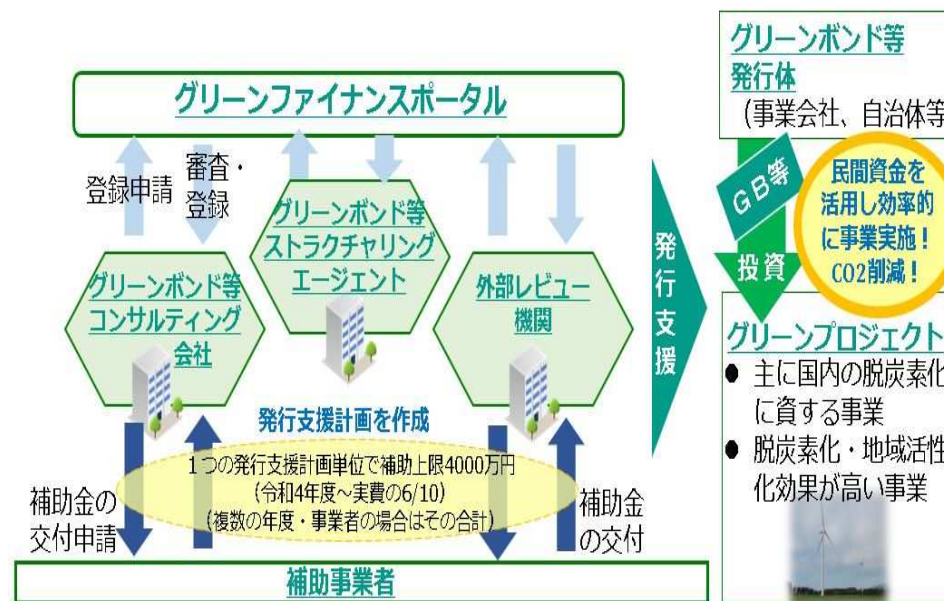 グリーンファイナンスポータル
登録申請
審査・
登録
グリーンボンド等
コンサルティング
会社
グリーンボンド等
ストラクチャリング
エージェント
外部レビュー
機関
発行支援計画を作成
1つの発行支援計画単位で補助上限4000万円
(令和4年度～実費の6/10)
(複数の年度・事業者の場合はその合計)
補助金の
交付申請
補助金
の交付
補助事業者
発行支援
グリーンボンド等
発行体
(事業会社、自治体等
GB等
投資
民間資金を
活用し効率的
に事業実施！
CO2削減！
グリーンプロジェクト
● 主に国内の脱炭素化
に資する事業
● 脱炭素化・地域活性
化効果が高い事業